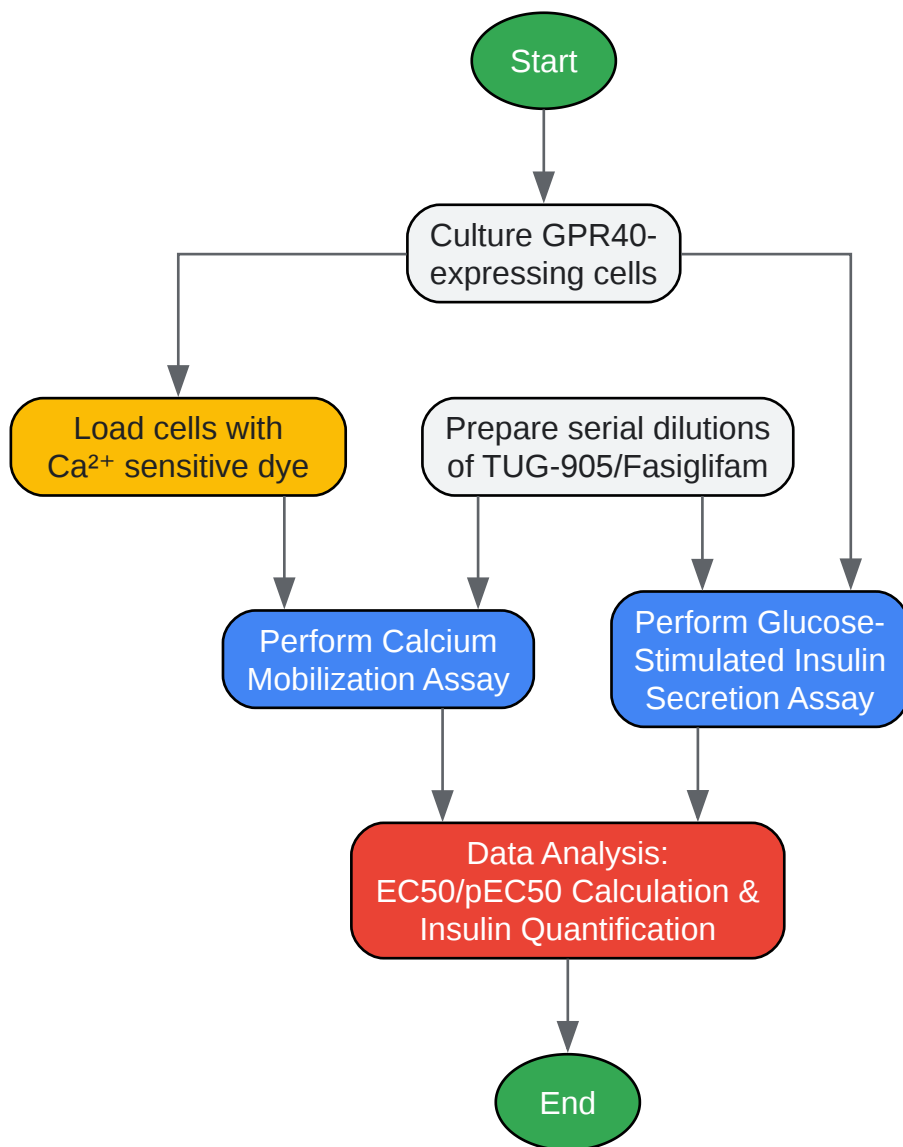 Start
Culture GPR40-
expressing cells
Load cells with
Ca²⁺ sensitive dye
Prepare serial dilutions
of TUG-905/Fasiglifam
Perform Calcium
Mobilization Assay
Perform Glucose-
Stimulated Insulin
Secretion Assay
Data Analysis:
EC50/pEC50 Calculation &
Insulin Quantification
End